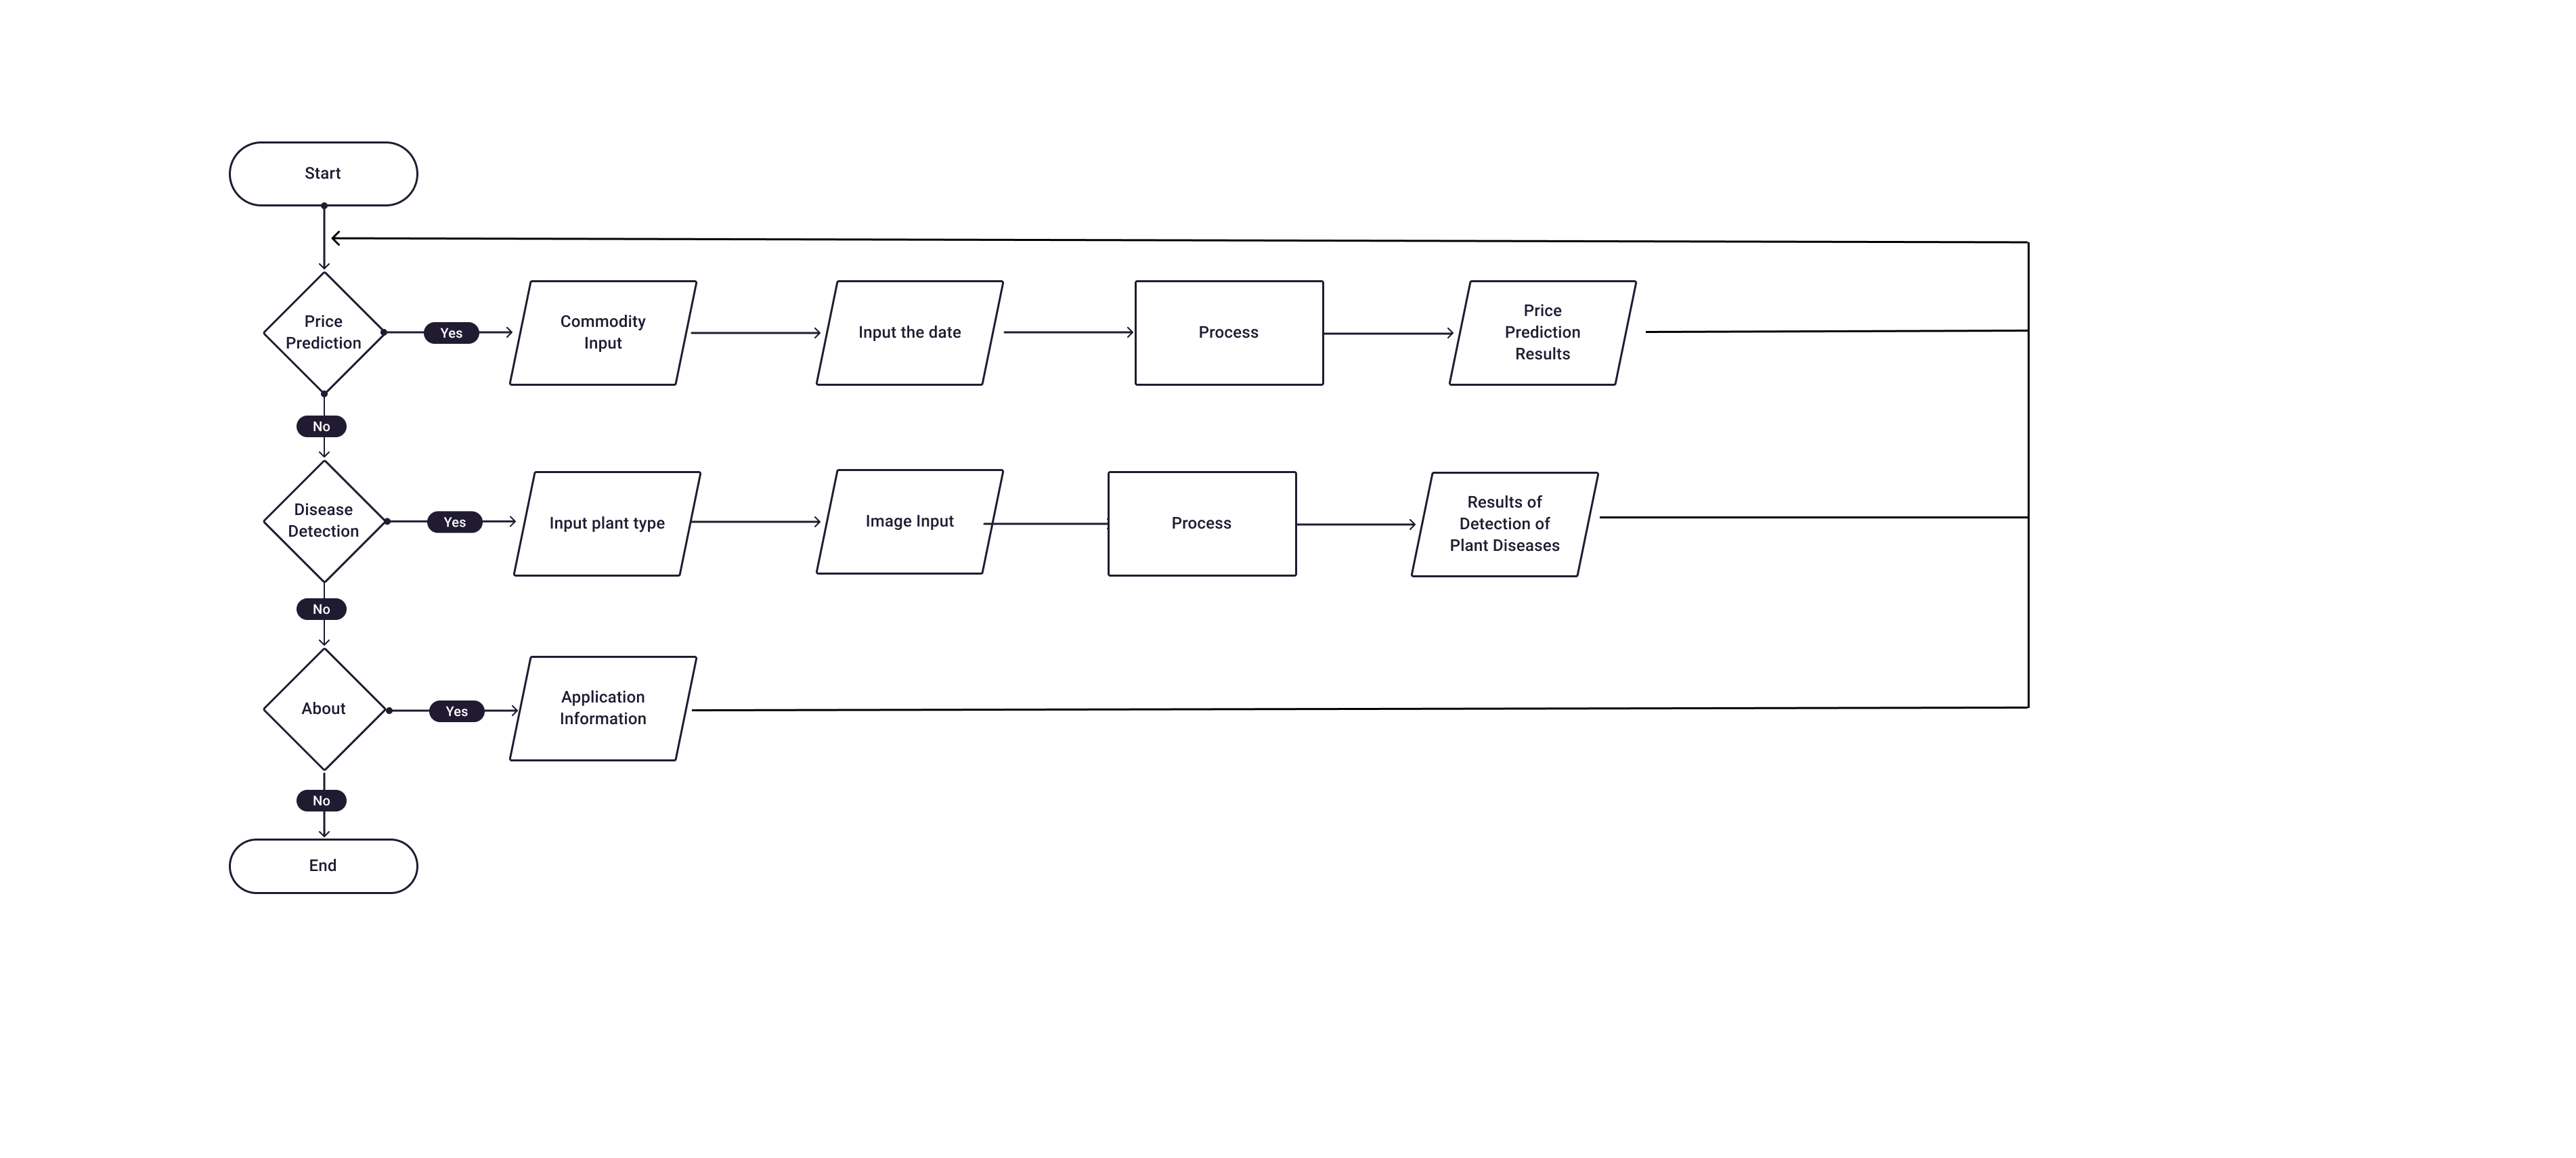 Start
Price
Prediction
Yes
Commodity
Input
Input the date
Process
Price
Prediction
Results
No
Disease
Detection
Yes
Input plant type
Image Input
Process
Results of
Detection of
Plant Diseases
No
About
Yes
Application
Information
No
End